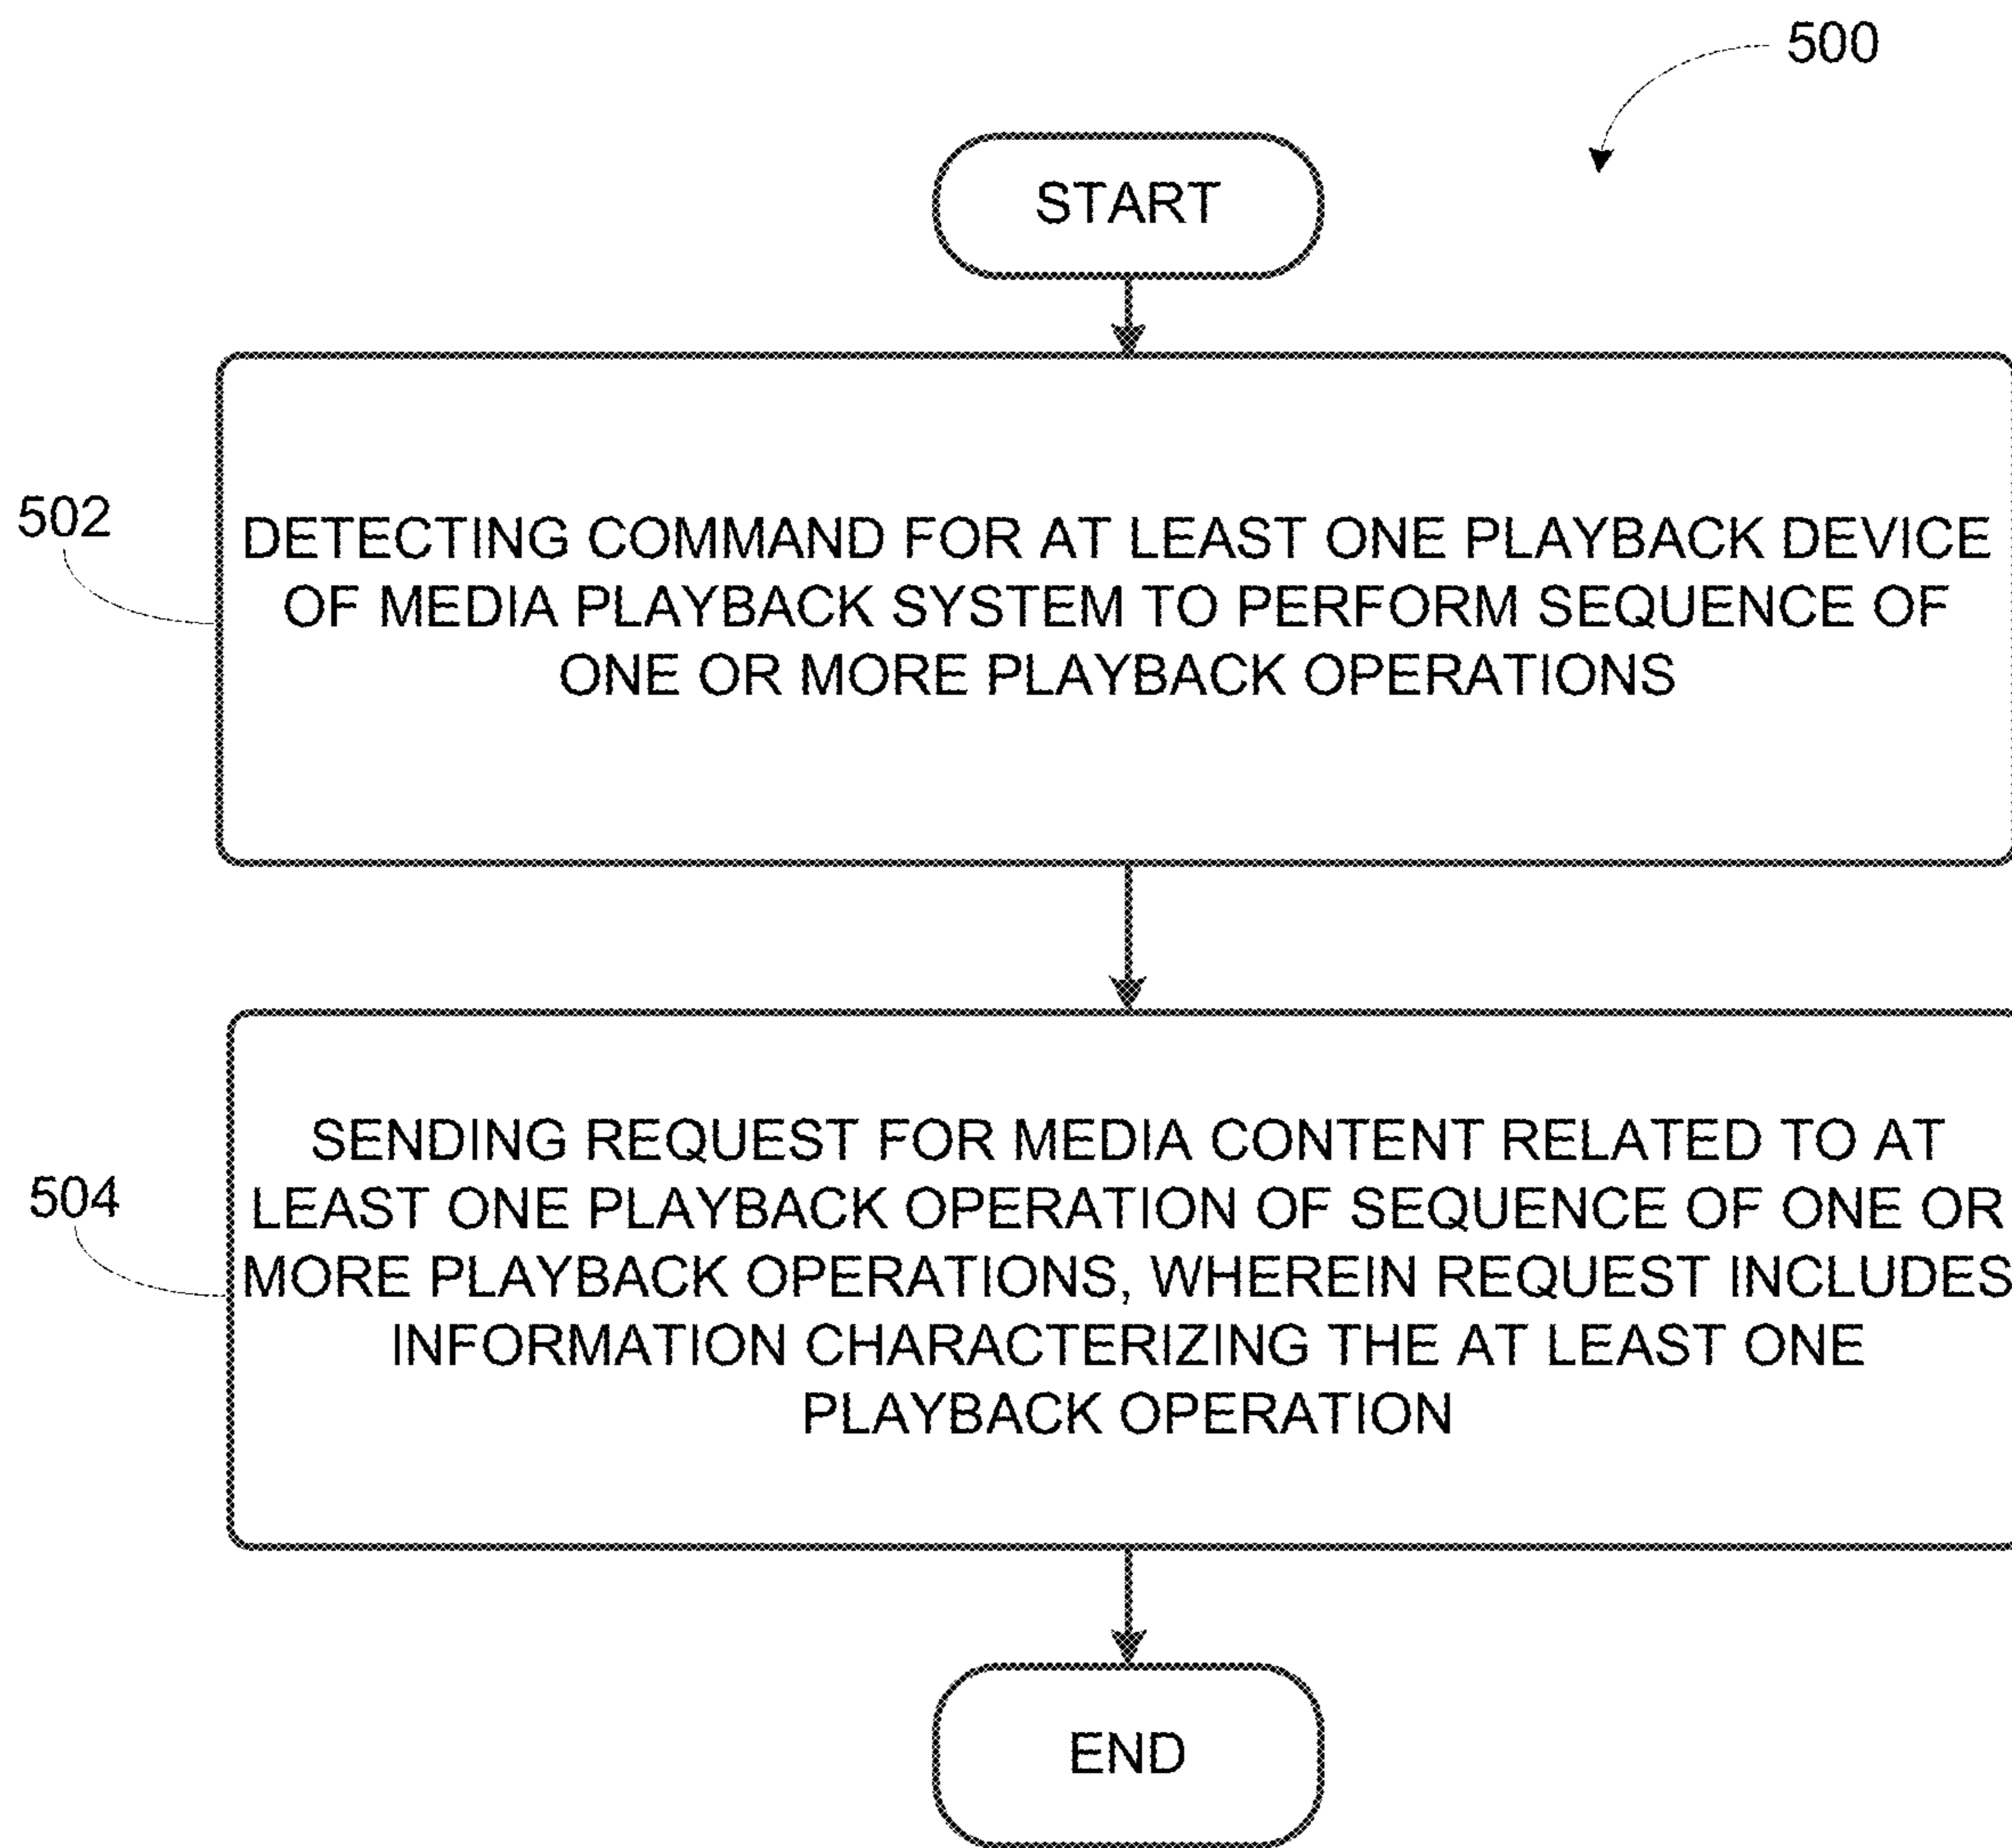 500
START
502
DETECTING COMMAND FOR AT LEAST ONE PLAYBACK DEVICE
OF MEDIA PLAYBACK SYSTEM TO PERFORM SEQUENCE OF
ONE OR MORE PLAYBACK OPERATIONS
504
SENDING REQUEST FOR MEDIA CONTENT RELATED TO AT
LEAST ONE PLAYBACK OPERATION OF SEQUENCE OF ONE OR
MORE PLAYBACK OPERATIONS, WHEREIN REQUEST INCLUDES
INFORMATION CHARACTERIZING THE AT LEAST ONE
PLAYBACK OPERATION
END